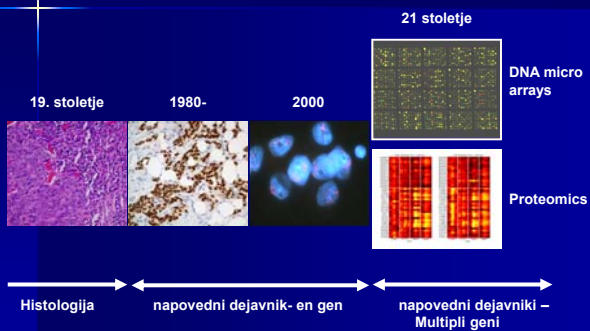 21 stoletje
19. stoletje
1980-
2000
DNA micro
arrays
Proteomics
Histologija
napovedni dejavnik- en gen
napovedni dejavniki –
Multipli geni